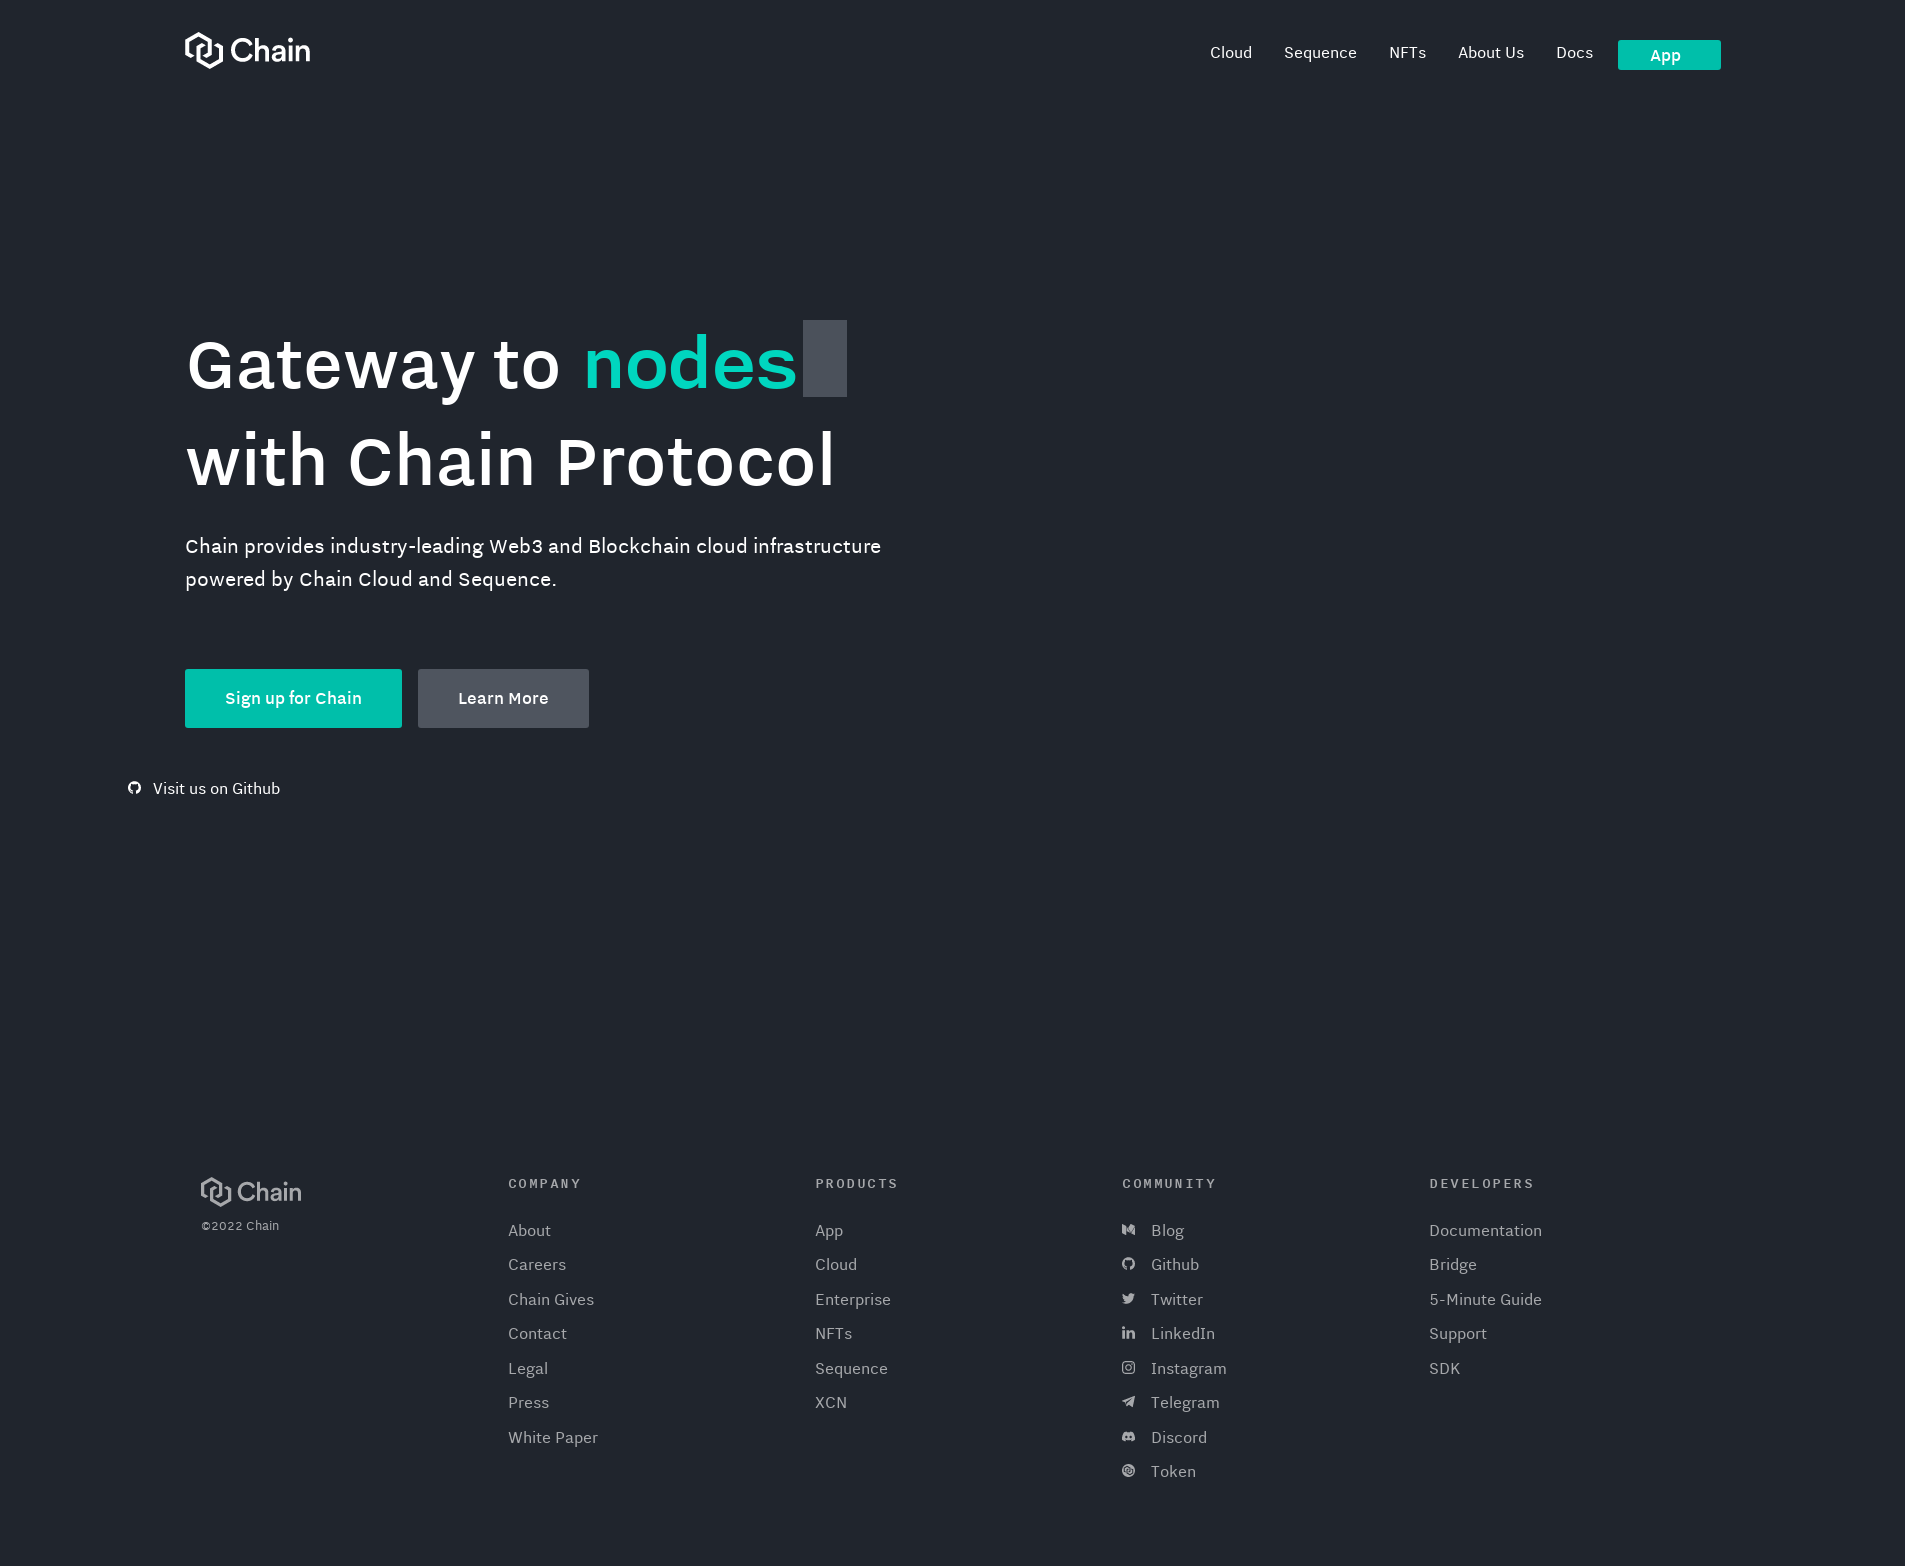 Chain
Cloud
Sequence
NFTs
About Us
Docs
App
Gateway to nodes
with Chain Protocol
Chain provides industry-leading Web3 and Blockchain cloud infrastructure
powered by Chain Cloud and Sequence.
Sign up for Chain
Learn More
Visit us on Github
Chain
©2022 Chain
COMPANY
About
Careers
Chain Gives
Contact
Legal
Press
White Paper
PRODUCTS
App
Cloud
Enterprise
NFTs
Sequence
XCN
COMMUNITY
Blog
Github
Twitter
LinkedIn
Instagram
Telegram
Discord
Token
DEVELOPERS
Documentation
Bridge
5-Minute Guide
Support
SDK